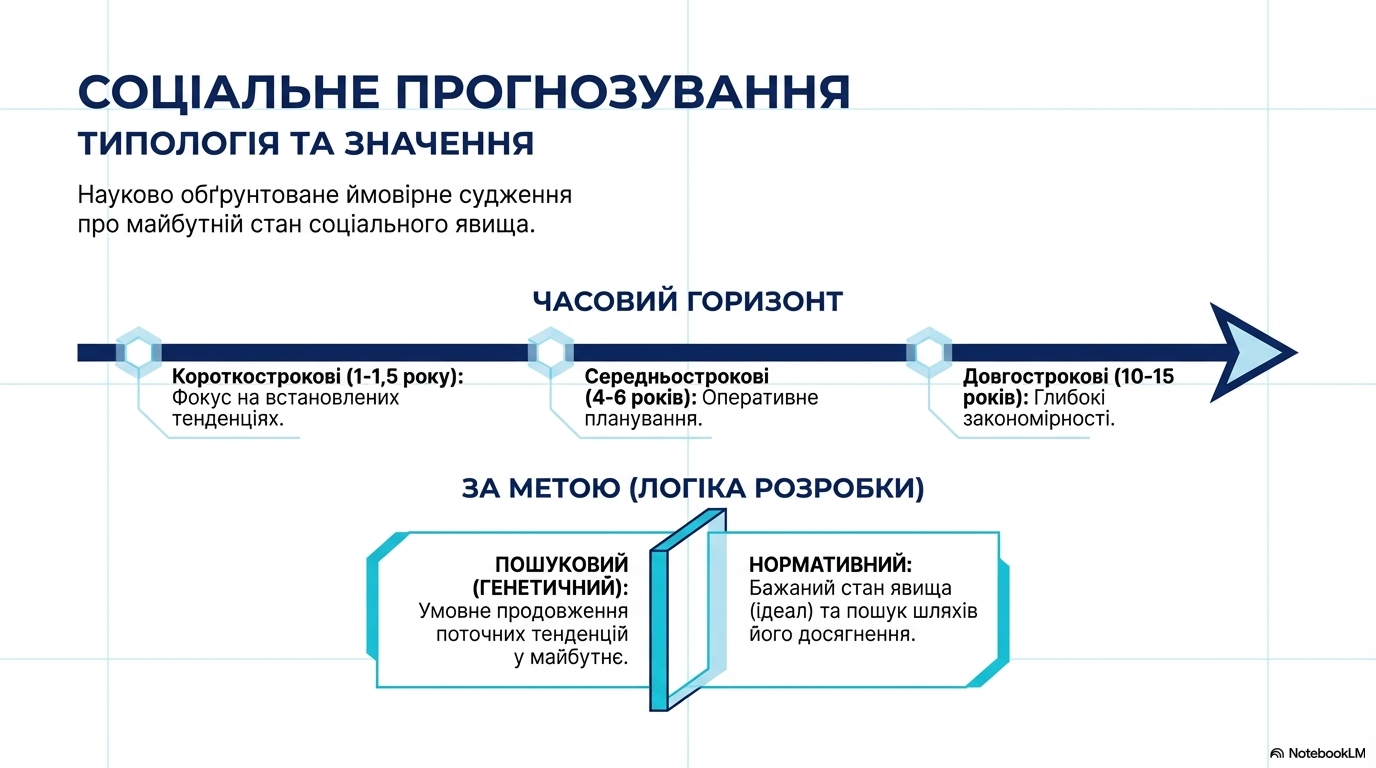 СОЦІАЛЬНЕ ПРОГНОЗУВАННЯ
ТИПОЛОГІЯ ТА ЗНАЧЕННЯ
Науково обґрунтоване ймовірне судження
про майбутній стан соціального явища.
ЧАСОВИЙ ГОРИЗОНТ
Короткострокові (1-1,5 року):
Фокус на встановлених
тенденціях.
Середньострокові
(4-6 років): Оперативне
планування.
Довгострокові (10-15
років): Глибокі
закономірності.
ЗА МЕТОЮ (ЛОГІКА РОЗРОБКИ)
ПОШУКОВИЙ
(ГЕНЕТИЧНИЙ):
Умовне продовження
поточних тенденцій
у майбутнє.
НОРМАТИВНИЙ:
Бажаний стан явища
(ідеал) та пошук шляхів
його досягнення.
NotebookLM